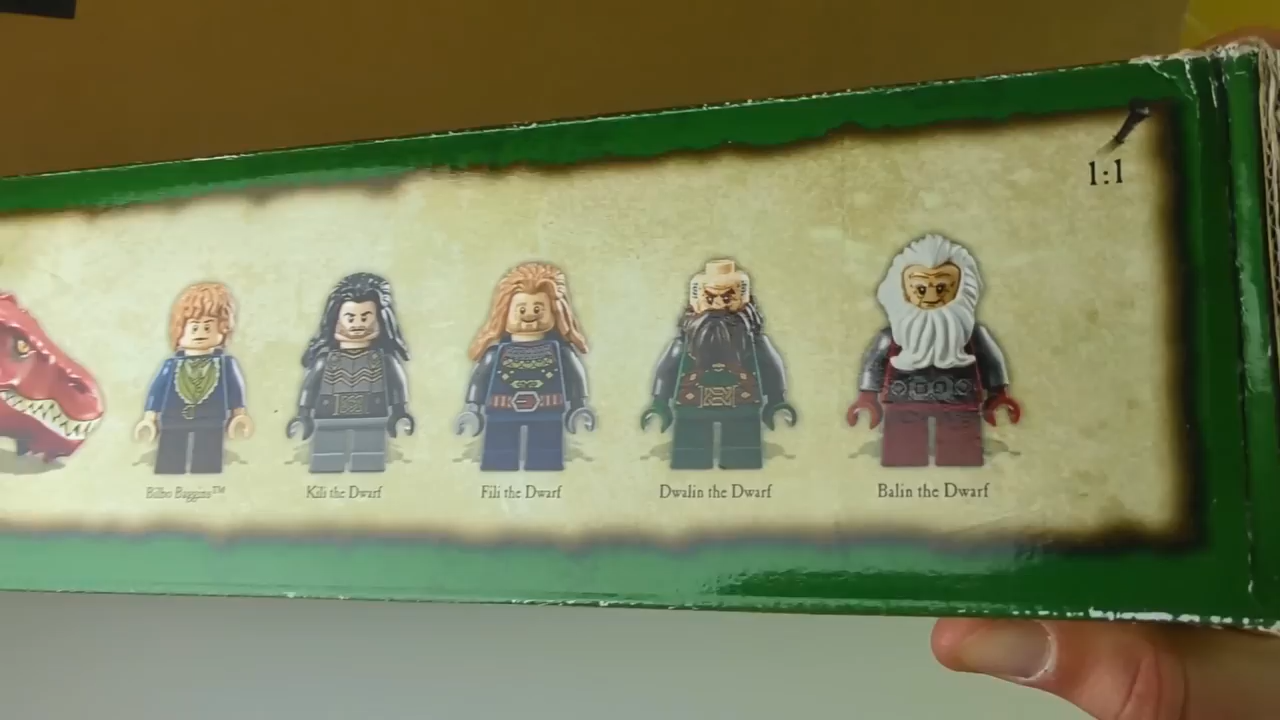 1:1
Bilbo Baggins™
Kili the Dwarf
Fili the Dwarf
Dwalin the Dwarf
Balin the Dwarf